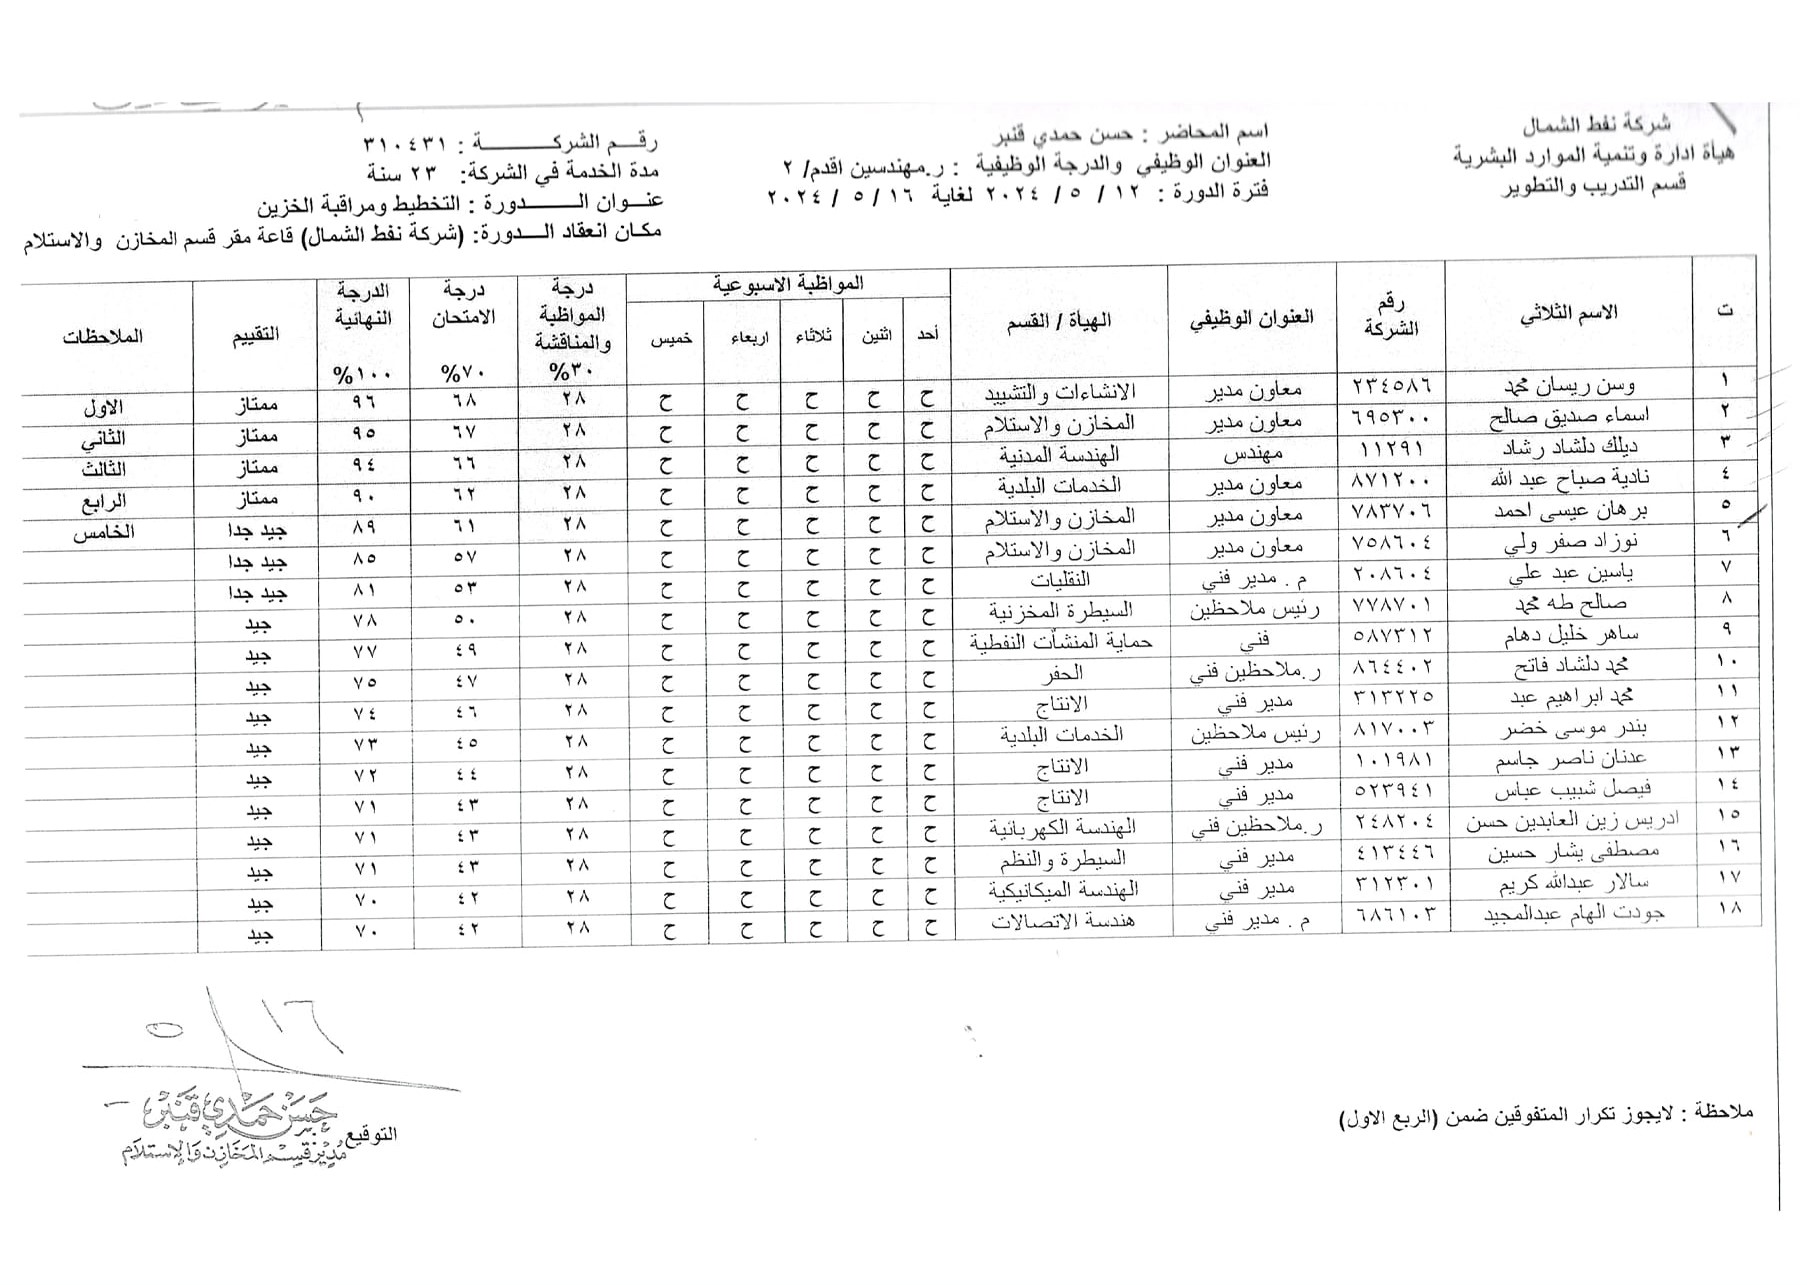 شركة نفط الشمال
هيأة ادارة وتنمية الموارد البشرية
قسم التدريب والتطوير
اسم المحاضر : حسن حمدي قنبر
العنوان الوظيفي والدرجة الوظيفية : ر.مهندسين اقدم/ ٢
فترة الدورة : ١٢ / ٥ / ٢٠٢٤ لغاية ١٦ / ٥ / ٢٠٢٤
رقم الشركة : ٣١٠٤٣١
مدة الخدمة في الشركة: ٢٣ سنة
عنوان الدورة : التخطيط ومراقبة الخزين
مكان انعقاد الدورة: (شركة نفط الشمال) قاعة مقر قسم المخازن والاستلام
ت الاسم الثلاثي رقم الشركة العنوان الوظيفي الهيأة / القسم المواظبة الاسبوعية درجة المواظبة والمناقشة ٣٠% درجة الامتحان ٧٠% الدرجة النهائية ١٠٠% التقييم الملاحظات
أحد اثنين ثلاثاء اربعاء خميس
١ وسن ريسان محمد ٢٣٤٥٨٦ معاون مدير الانشاءات والتشييد ح ح ح ح ح ٢٨ ٦٨ ٩٦ ممتاز الاول
٢ اسماء صديق صالح ٦٩٥٣٠٠ معاون مدير المخازن والاستلام ح ح ح ح ح ٢٨ ٦٧ ٩٥ ممتاز الثاني
٣ ديلك دلشاد رشاد ١١٢٩١ مهندس الهندسة المدنية ح ح ح ح ح ٢٨ ٦٦ ٩٤ ممتاز الثالث
٤ نادية صباح عبد الله ٨٧١٢٠٠ معاون مدير الخدمات البلدية ح ح ح ح ح ٢٨ ٦٢ ٩٠ ممتاز الرابع
٥ برهان عيسى احمد ٧٨٣٧٠٦ معاون مدير المخازن والاستلام ح ح ح ح ح ٢٨ ٦١ ٨٩ جيد جدا الخامس
٦ نوزاد صفر ولي ٧٥٨٦٠٤ معاون مدير المخازن والاستلام ح ح ح ح ح ٢٨ ٥٧ ٨٥ جيد جدا
٧ ياسين عبد علي ٢٠٨٦٠٤ م . مدير فني النقليات ح ح ح ح ح ٢٨ ٥٣ ٨١ جيد جدا
٨ صالح طه محمد ٧٧٨٧٠١ رئيس ملاحظين السيطرة المخزنية ح ح ح ح ح ٢٨ ٥٠ ٧٨ جيد
٩ ساهر خليل دهام ٥٨٧٣١٢ فني حماية المنشآت النفطية ح ح ح ح ح ٢٨ ٤٩ ٧٧ جيد
١٠ محمد دلشاد فاتح ٨٦٤٤٠٢ ر.ملاحظين فني الحفر ح ح ح ح ح ٢٨ ٤٧ ٧٥ جيد
١١ محمد ابراهيم عبد ٣١٣٢٢٥ مدير فني الانتاج ح ح ح ح ح ٢٨ ٤٦ ٧٤ جيد
١٢ بندر موسى خضر ٨١٧٠٠٣ رئيس ملاحظين الخدمات البلدية ح ح ح ح ح ٢٨ ٤٥ ٧٣ جيد
١٣ عدنان ناصر جاسم ١٠١٩٨١ مدير فني الانتاج ح ح ح ح ح ٢٨ ٤٤ ٧٢ جيد
١٤ فيصل شبيب عباس ٥٢٣٩٤١ مدير فني الانتاج ح ح ح ح ح ٢٨ ٤٣ ٧١ جيد
١٥ ادريس زين العابدين حسن ٢٤٨٢٠٤ ر.ملاحظين فني الهندسة الكهربائية ح ح ح ح ح ٢٨ ٤٣ ٧١ جيد
١٦ مصطفى بشار حسين ٤١٣٤٤٦ مدير فني السيطرة والنظم ح ح ح ح ح ٢٨ ٤٣ ٧١ جيد
١٧ سالار عبدالله كريم ٣١٢٣٠١ مدير فني الهندسة الميكانيكية ح ح ح ح ح ٢٨ ٤٢ ٧٠ جيد
١٨ جودت الهام عبدالمجيد ٦٨٦١٠٣ م . مدير فني هندسة الاتصالات ح ح ح ح ح ٢٨ ٤٢ ٧٠ جيد
١٦/٥
ملاحظة : لايجوز تكرار المتفوقين ضمن (الربع الاول)
حسن حمدي قنبر
التوقيع
مدير قسم المخازن والاستلام